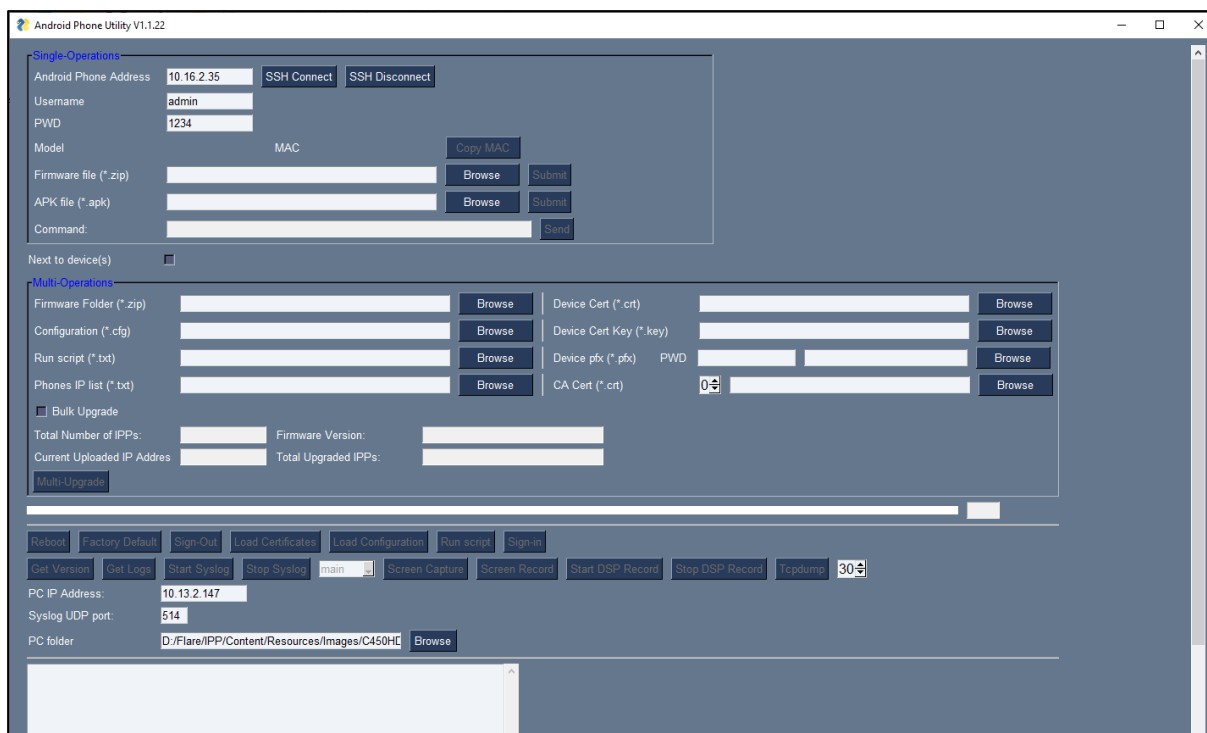 Android Phone Utility V1.1.22
Single-Operations
Android Phone Address 10.16.2.35 SSH Connect SSH Disconnect
Username admin
PWD 1234
Model MAC Copy MAC
Firmware file (*.zip) Browse Submit
APK file (*.apk) Browse Submit
Command: Send
Next to device(s)
Multi-Operations
Firmware Folder (*.zip) Browse Device Cert (*.crt) Browse
Configuration (*.cfg) Browse Device Cert Key (*.key) Browse
Run script (*.txt) Browse Device pfx (*.pfx) PWD Browse
Phones IP list (*.txt) Browse CA Cert (*.crt) 0 Browse
Bulk Upgrade
Total Number of IPPs: Firmware Version:
Current Uploaded IP Addres Total Upgraded IPPs:
Multi-Upgrade
Reboot Factory Default Sign-Out Load Certificates Load Configuration Run script Sign-in
Get Version Get Logs Start Syslog Stop Syslog main Screen Capture Screen Record Start DSP Record Stop DSP Record Tcpdump 30
PC IP Address: 10.13.2.147
Syslog UDP port: 514
PC folder D:/Flare/IPP/Content/Resources/Images/C450HD Browse